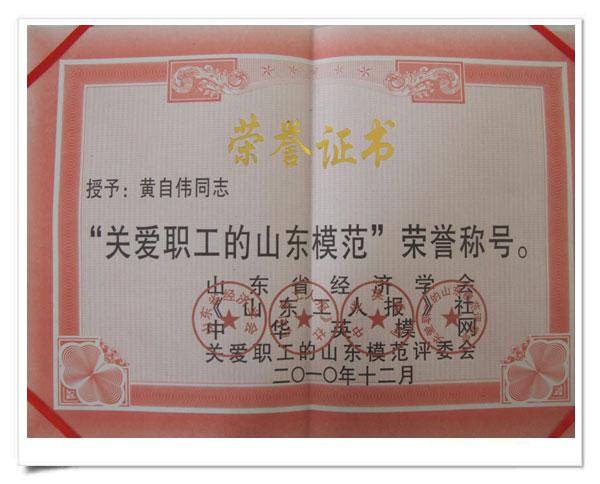 荣誉证书
授予：黄自伟同志
“关爱职工的山东模范”荣誉称号。
山东省经济学会
《山东工人报》社
中华英模网
关爱职工的山东模范评委会
二〇一〇年十二月